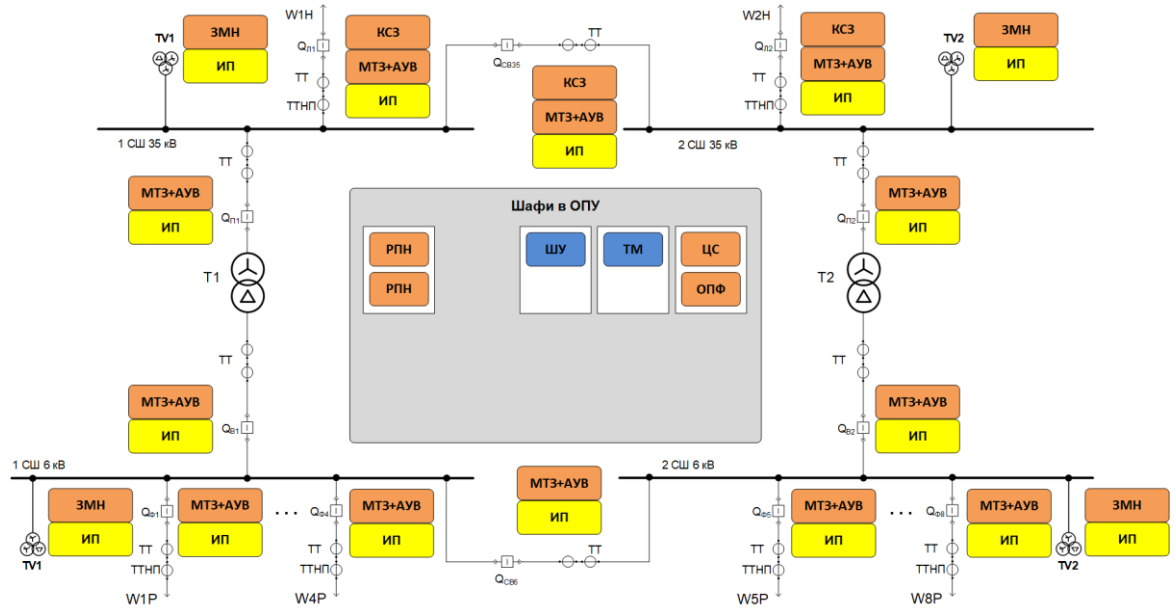 W1Н
W2Н
TV1
ЗМН
ИП
QЛ1
КСЗ
МТЗ+АУВ
ИП
ТТ
ТТНП
QСВ35
ТТ
КСЗ
МТЗ+АУВ
ИП
QЛ2
ТТ
ТТНП
КСЗ
МТЗ+АУВ
ИП
TV2
ЗМН
ИП
1 СШ 35 кВ
2 СШ 35 кВ
ТТ
МТЗ+АУВ
ИП
QП1
ТТ
QП2
МТЗ+АУВ
ИП
Шафи в ОПУ
РПН
РПН
ШУ
ТМ
ЦС
ОПФ
Т1
Т2
ТТ
МТЗ+АУВ
ИП
QВ1
ТТ
QВ2
МТЗ+АУВ
ИП
1 СШ 6 кВ
2 СШ 6 кВ
TV1
ЗМН
ИП
QФ1
ТТ
ТТНП
МТЗ+АУВ
ИП
...
QФ4
ТТ
ТТНП
МТЗ+АУВ
ИП
МТЗ+АУВ
ИП
QСВ6
ТТ
QФ5
ТТ
ТТНП
МТЗ+АУВ
ИП
...
QФ8
ТТ
ТТНП
МТЗ+АУВ
ИП
TV2
ЗМН
ИП
W1Р
W4Р
W5Р
W8Р